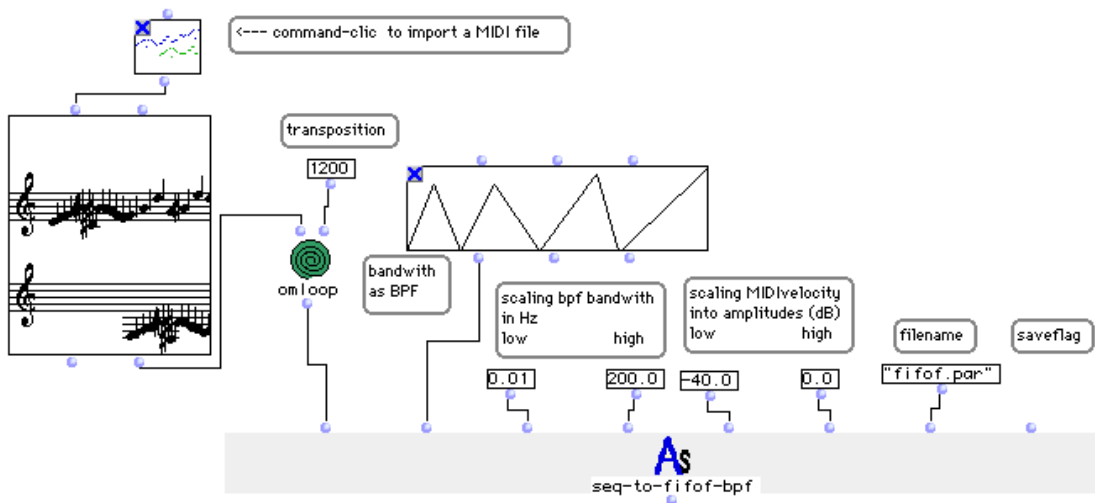 <--- command-clic to import a MIDI file
transposition
1200
omloop
bandwith
as BPF
scaling bpf bandwith
in Hz
low high
scaling MIDIvelocity
into amplitudes (dB)
low high
filename
saveflag
0.01
200.0
-40.0
0.0
"fifof.par"
As
seq-to-fifof-bpf